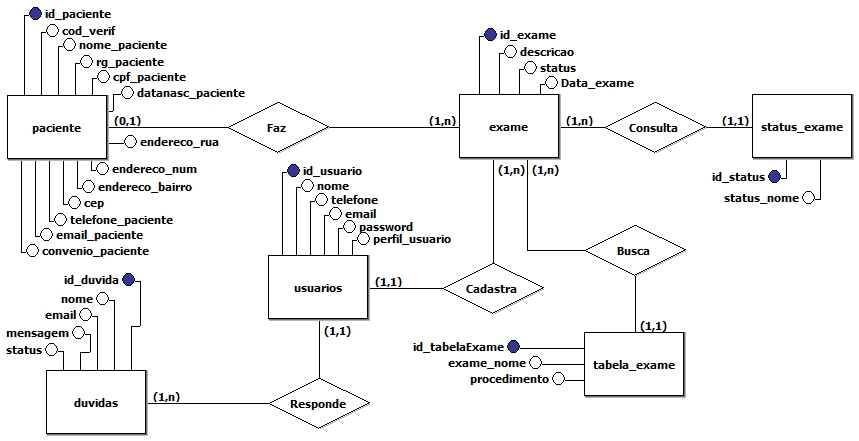 id_paciente
cod_verif
nome_paciente
rg_paciente
cpf_paciente
datanasc_paciente
paciente
(0,1)
Faz
(1,n)
endereco_rua
endereco_num
endereco_bairro
cep
telefone_paciente
email_paciente
convenio_paciente
id_exame
descricao
status
Data_exame
exame
(1,n)
Consulta
(1,1)
status_exame
id_status
status_nome
(1,n)
(1,n)
id_usuario
nome
telefone
email
password
perfil_usuario
usuarios
(1,1)
Cadastra
Busca
(1,1)
(1,1)
id_tabelaExame
exame_nome
procedimento
tabela_exame
id_duvida
nome
email
mensagem
status
duvidas
(1,n)
Responde